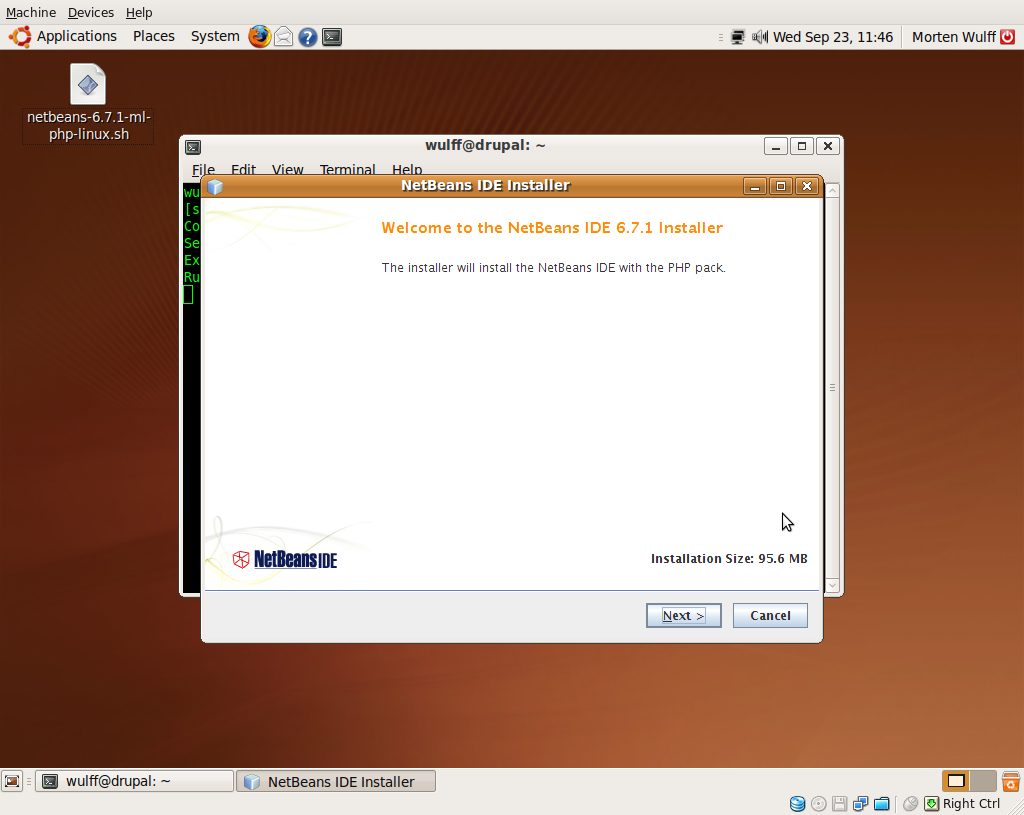 Machine Devices Help
Applications Places System Wed Sep 23, 11:46 Morten Wulff
netbeans-6.7.1-ml-
php-linux.sh
wulff@drupal: ~
File Edit View Terminal Help
NetBeans IDE Installer
wu
[s
Co
Se
Ex
Ru
Welcome to the NetBeans IDE 6.7.1 Installer
The installer will install the NetBeans IDE with the PHP pack.
NetBeans IDE
Installation Size: 95.6 MB
Next > Cancel
wulff@drupal: ~ NetBeans IDE Installer
Right Ctrl